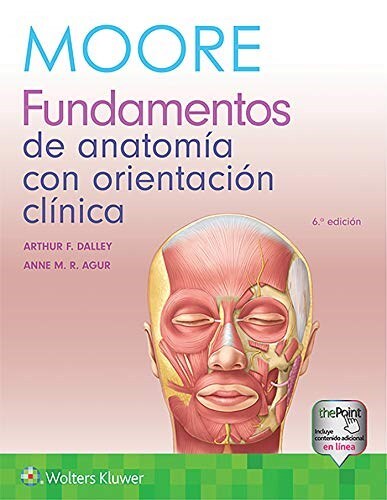 MOORE
Fundamentos
de anatomía
con orientación
clínica
6.ª edición
ARTHUR F. DALLEY
ANNE M. R. AGUR
thePoint
Incluye
contenido adicional
en línea
Wolters Kluwer